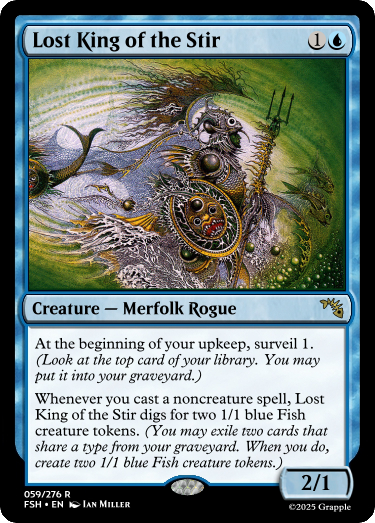 Lost King of the Stir 1
Creature — Merfolk Rogue
At the beginning of your upkeep, surveil 1.
(Look at the top card of your library. You may
put it into your graveyard.)
Whenever you cast a noncreature spell, Lost
King of the Stir digs for two 1/1 blue Fish
creature tokens. (You may exile two cards that
share a type from your graveyard. When you do,
create two 1/1 blue Fish creature tokens.)
2/1
059/276 R
FSH • EN Ian Miller
©2025 Grapple